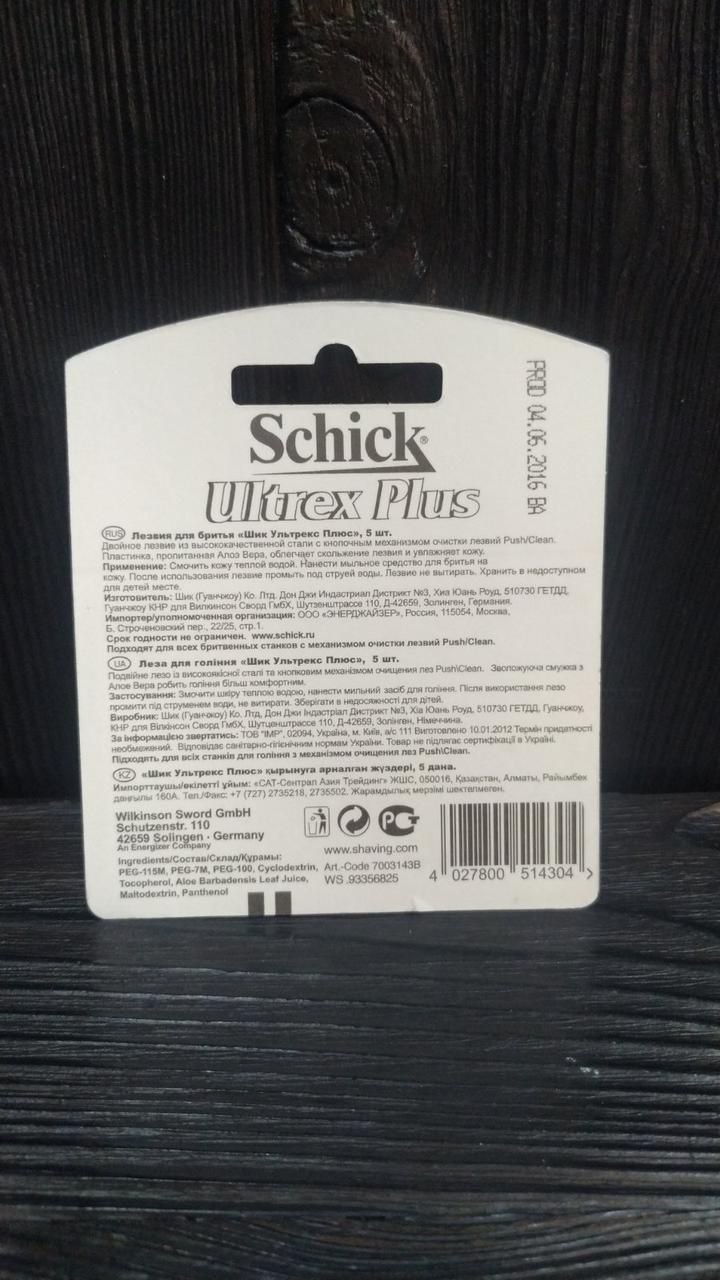 PROD 04.06.2016 BA
Schick®
Ultrex Plus
RUS Лезвия для бритья «Шик Ультрекс Плюс», 5 шт.
Двойное лезвие из высококачественной стали с кнопочным механизмом очистки лезвий Push/Clean.
Пластинка, пропитанная Алоэ Вера, облегчает скольжение лезвия и увлажняет кожу.
Применение: Смочить кожу теплой водой. Нанести мыльное средство для бритья на
кожу. После использования лезвие промыть под струей воды. Лезвие не вытирать. Хранить в недоступном
для детей месте.
Изготовитель: Шик (Гуанчжоу) Ко. Лтд. Дон Джи Индастриал Дистрикт №3, Хиа Юань Роуд, 510730 ГЕТДД,
Гуанчжоу КНР для Вилкинсон Сворд ГмбХ, Шутзенштрассе 110, Д-42659, Золинген, Германия.
Импортер/уполномоченная организация: ООО «ЭНЕРДЖАЙЗЕР», Россия, 115054, Москва,
Б. Строченовский пер., 22/25, стр.1.
Срок годности не ограничен. www.schick.ru
Подходят для всех бритвенных станков с механизмом очистки лезвий Push/Clean.
UA Леза для гоління «Шик Ультрекс Плюс», 5 шт.
Подвійне лезо із високоякісної сталі та кнопковим механізмом очищення лез Push\Clean. Зволожуюча смужка з
Алое Вера робить гоління більш комфортним.
Застосування: Змочити шкіру теплою водою, нанести мильний засіб для гоління. Після використання лезо
промити під струменем води, не витирати. Зберігати в недосяжності для дітей.
Виробник: Шик (Гуанчжоу) Ко. Лтд, Дон Джи Індастріал Дистрикт №3, Хіа Юань Роуд, 510730 ГЕТДД, Гуанчжоу,
КНР для Вілкінсон Сворд ГмбХ, Шутценштрассе 110, Д-42659, Золінген, Німеччина.
За інформацією звертатись: ТОВ "ІМР", 02094, Україна, м. Київ, а/с 111 Виготовлено 10.01.2012 Термін придатності
необмежений. Відповідає санітарно-гігієнічним нормам України. Товар не підлягає сертифікації в Україні.
Підходять для всіх станків для гоління з механізмом очищення лез Push\Clean.
KZ «Шик Ультрекс Плюс» қырынуға арналған жүздері, 5 дана.
Импорттаушы/өкілетті ұйым: «САТ-Сентрал Азия Трейдинг» ЖШС, 050016, Қазақстан, Алматы, Райымбек
даңғылы 160А. Тел./Факс: +7 (727) 2735218, 2735502. Жарамдылық мерзімі шектелмеген.
Wilkinson Sword GmbH
Schutzenstr. 110
42659 Solingen · Germany
An Energizer Company
Ingredients/Состав/Склад/Құрамы:
PEG-115M, PEG-7M, PEG-100, Cyclodextrin,
Tocopherol, Aloe Barbadensis Leaf Juice,
Maltodextrin, Panthenol
www.shaving.com
Art.-Code 7003143B
WS .93356825
4 027800 514304 >